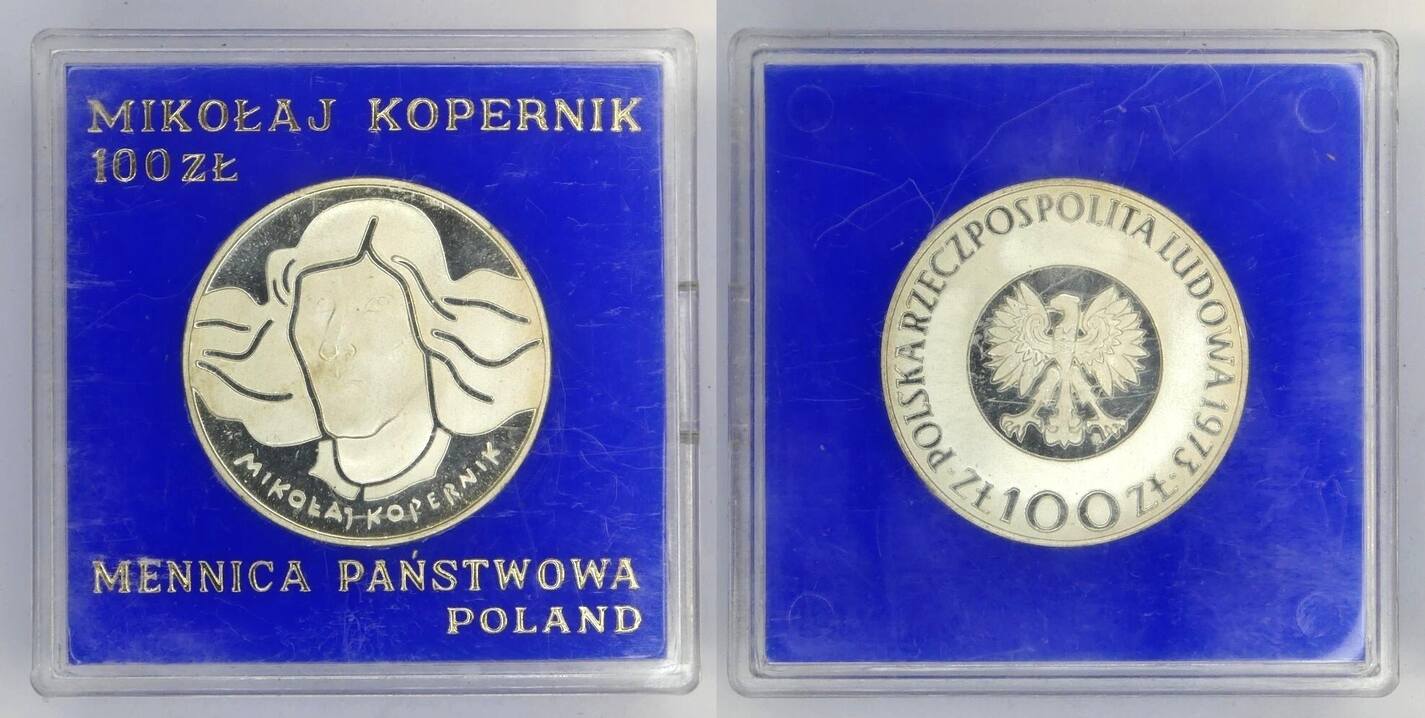 MIKOŁAJ KOPERNIK
100 ZŁ
MIKOŁAJ KOPERNIK
MENNICA PAŃSTWOWA
POLAND
POLSKA RZECZPOSPOLITA LUDOWA 1973
ZŁ 100 ZŁ